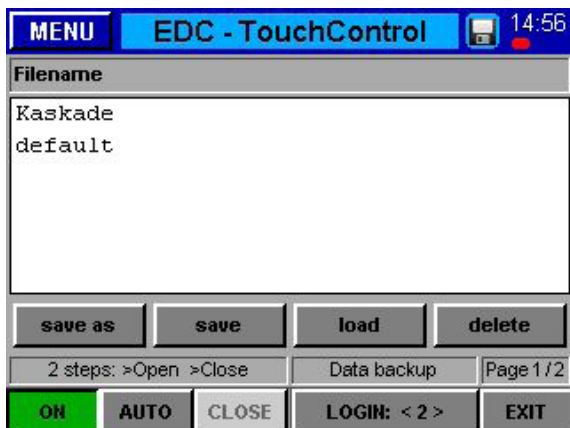 MENU EDC - TouchControl 14:56
Filename
Kaskade
default
save as save load delete
2 steps: >Open >Close Data backup Page 1/2
ON AUTO CLOSE LOGIN: < 2 > EXIT